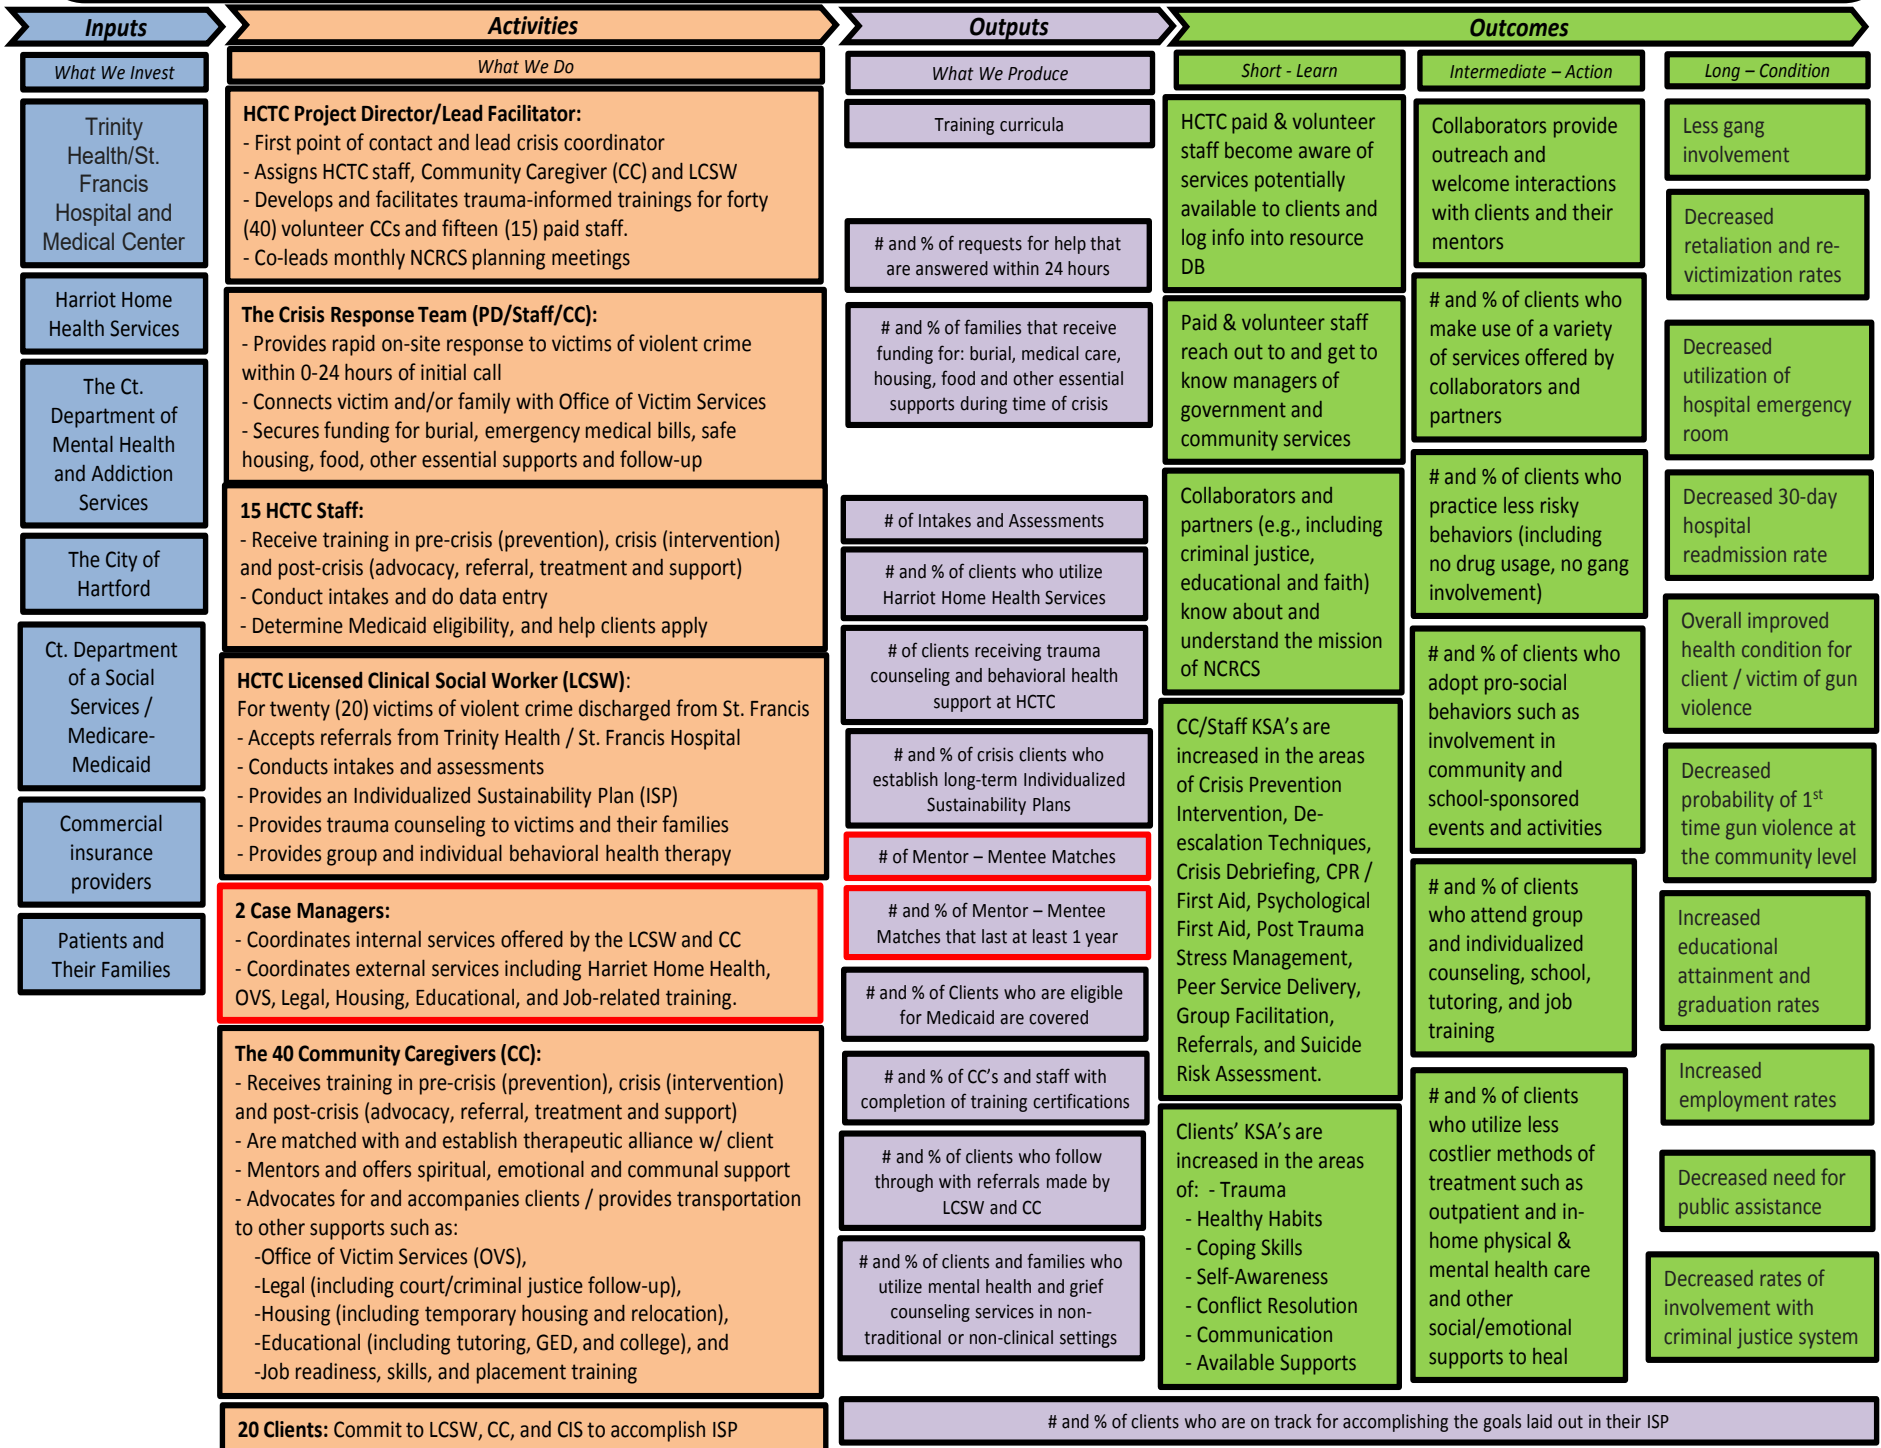 Inputs
Activities
Outputs
Outcomes
What We Invest
What We Do
What We Produce
Short - Learn
Intermediate – Action
Long – Condition
Trinity
Health/St.
Francis
Hospital and
Medical Center
Harriot Home
Health Services
The Ct.
Department of
Mental Health
and Addiction
Services
The City of
Hartford
Ct. Department
of a Social
Services /
Medicare-
Medicaid
Commercial
insurance
providers
Patients and
Their Families
HCTC Project Director/Lead Facilitator:
- First point of contact and lead crisis coordinator
- Assigns HCTC staff, Community Caregiver (CC) and LCSW
- Develops and facilitates trauma-informed trainings for forty
(40) volunteer CCs and fifteen (15) paid staff.
- Co-leads monthly NCRCS planning meetings
The Crisis Response Team (PD/Staff/CC):
- Provides rapid on-site response to victims of violent crime
within 0-24 hours of initial call
- Connects victim and/or family with Office of Victim Services
- Secures funding for burial, emergency medical bills, safe
housing, food, other essential supports and follow-up
15 HCTC Staff:
- Receive training in pre-crisis (prevention), crisis (intervention)
and post-crisis (advocacy, referral, treatment and support)
- Conduct intakes and do data entry
- Determine Medicaid eligibility, and help clients apply
HCTC Licensed Clinical Social Worker (LCSW):
For twenty (20) victims of violent crime discharged from St. Francis
- Accepts referrals from Trinity Health / St. Francis Hospital
- Conducts intakes and assessments
- Provides an Individualized Sustainability Plan (ISP)
- Provides trauma counseling to victims and their families
- Provides group and individual behavioral health therapy
2 Case Managers:
- Coordinates internal services offered by the LCSW and CC
- Coordinates external services including Harriet Home Health,
OVS, Legal, Housing, Educational, and Job-related training.
The 40 Community Caregivers (CC):
- Receives training in pre-crisis (prevention), crisis (intervention)
and post-crisis (advocacy, referral, treatment and support)
- Are matched with and establish therapeutic alliance w/ client
- Mentors and offers spiritual, emotional and communal support
- Advocates for and accompanies clients / provides transportation
to other supports such as:
-Office of Victim Services (OVS),
-Legal (including court/criminal justice follow-up),
-Housing (including temporary housing and relocation),
-Educational (including tutoring, GED, and college), and
-Job readiness, skills, and placement training
20 Clients: Commit to LCSW, CC, and CIS to accomplish ISP
Training curricula
# and % of requests for help that
are answered within 24 hours
# and % of families that receive
funding for: burial, medical care,
housing, food and other essential
supports during time of crisis
# of Intakes and Assessments
# and % of clients who utilize
Harriot Home Health Services
# of clients receiving trauma
counseling and behavioral health
support at HCTC
# and % of crisis clients who
establish long-term Individualized
Sustainability Plans
# of Mentor – Mentee Matches
# and % of Mentor – Mentee
Matches that last at least 1 year
# and % of Clients who are eligible
for Medicaid are covered
# and % of CC's and staff with
completion of training certifications
# and % of clients who follow
through with referrals made by
LCSW and CC
# and % of clients and families who
utilize mental health and grief
counseling services in non-
traditional or non-clinical settings
HCTC paid & volunteer
staff become aware of
services potentially
available to clients and
log info into resource
DB
Paid & volunteer staff
reach out to and get to
know managers of
government and
community services
Collaborators and
partners (e.g., including
criminal justice,
educational and faith)
know about and
understand the mission
of NCRCS
CC/Staff KSA's are
increased in the areas
of Crisis Prevention
Intervention, De-
escalation Techniques,
Crisis Debriefing, CPR /
First Aid, Psychological
First Aid, Post Trauma
Stress Management,
Peer Service Delivery,
Group Facilitation,
Referrals, and Suicide
Risk Assessment.
Clients' KSA's are
increased in the areas
of: - Trauma
- Healthy Habits
- Coping Skills
- Self-Awareness
- Conflict Resolution
- Communication
- Available Supports
Collaborators provide
outreach and
welcome interactions
with clients and their
mentors
# and % of clients who
make use of a variety
of services offered by
collaborators and
partners
# and % of clients who
practice less risky
behaviors (including
no drug usage, no gang
involvement)
# and % of clients who
adopt pro-social
behaviors such as
involvement in
community and
school-sponsored
events and activities
# and % of clients
who attend group
and individualized
counseling, school,
tutoring, and job
training
# and % of clients
who utilize less
costlier methods of
treatment such as
outpatient and in-
home physical &
mental health care
and other
social/emotional
supports to heal
Less gang
involvement
Decreased
retaliation and re-
victimization rates
Decreased
utilization of
hospital emergency
room
Decreased 30-day
hospital
readmission rate
Overall improved
health condition for
client / victim of gun
violence
Decreased
probability of 1st
time gun violence at
the community level
Increased
educational
attainment and
graduation rates
Increased
employment rates
Decreased need for
public assistance
Decreased rates of
involvement with
criminal justice system
# and % of clients who are on track for accomplishing the goals laid out in their ISP